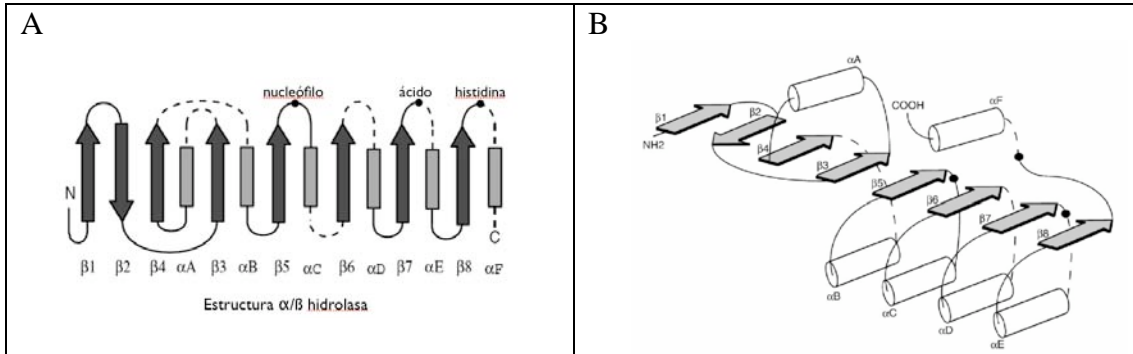 A
nucleófilo ácido histidina
N
C
β1 β2 β4 αA β3 αB β5 αC β6 αD β7 αE β8 αF
Estructura α/ß hidrolasa
B
αA
COOH
αF
β1
β2
NH2
β4
β3
β5
β6
β7
β8
αB
αC
αD
αE